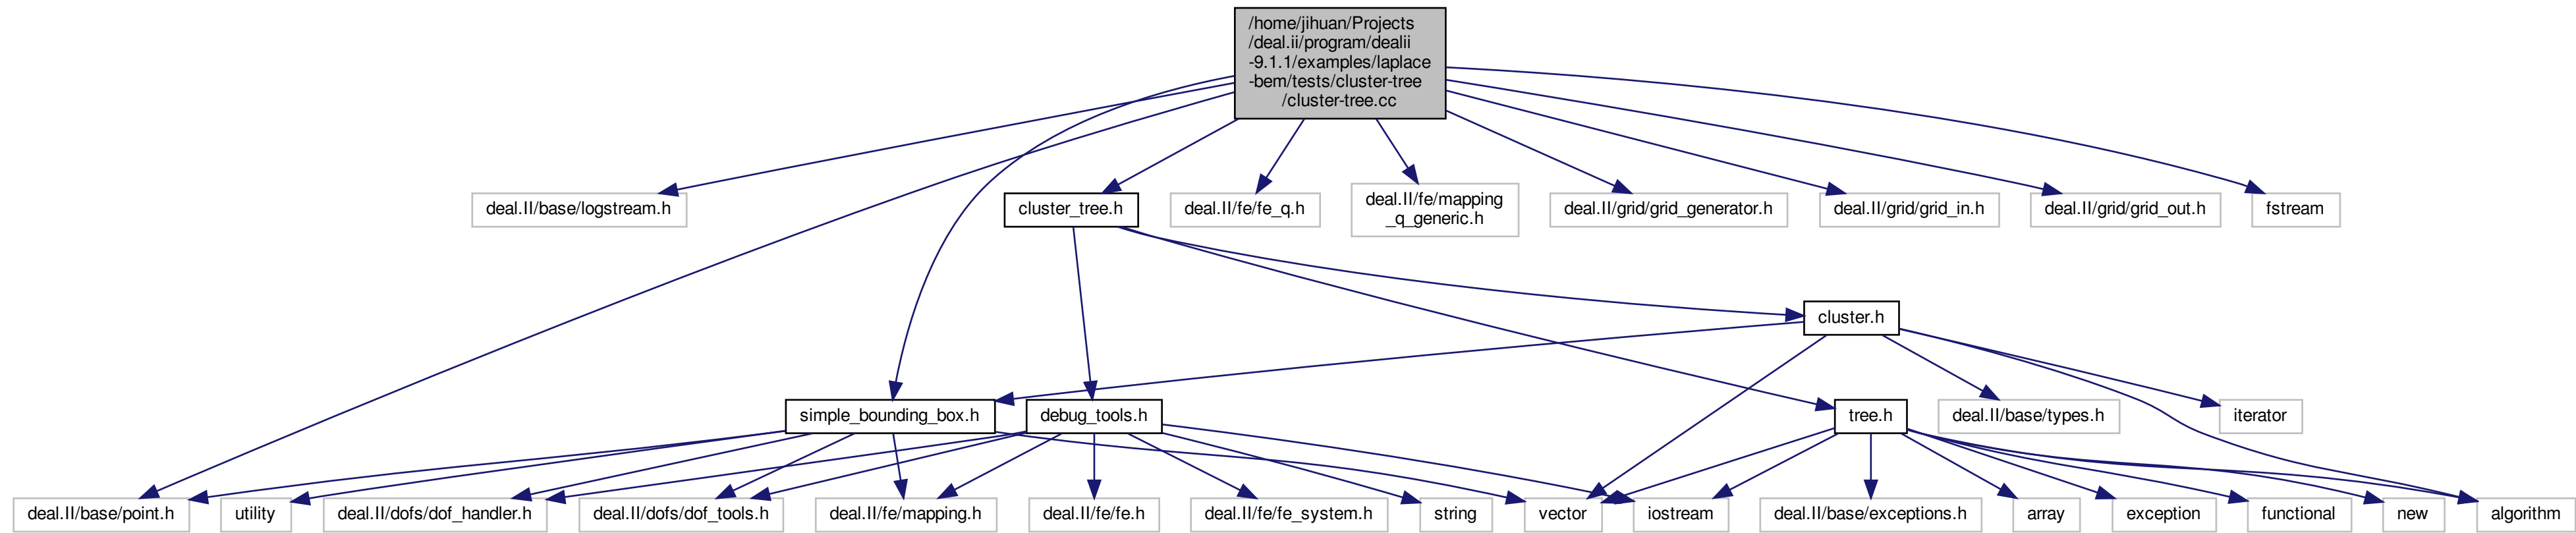 /home/jihuan/Projects
/deal.ii/program/dealii
-9.1.1/examples/laplace
-bem/tests/cluster-tree
/cluster-tree.cc
deal.II/base/logstream.h
cluster_tree.h
deal.II/fe/fe_q.h
deal.II/fe/mapping
_q_generic.h
deal.II/grid/grid_generator.h
deal.II/grid/grid_in.h
deal.II/grid/grid_out.h
fstream
cluster.h
simple_bounding_box.h
debug_tools.h
tree.h
deal.II/base/types.h
iterator
deal.II/base/point.h
utility
deal.II/dofs/dof_handler.h
deal.II/dofs/dof_tools.h
deal.II/fe/mapping.h
deal.II/fe/fe.h
deal.II/fe/fe_system.h
string
vector
iostream
deal.II/base/exceptions.h
array
exception
functional
new
algorithm